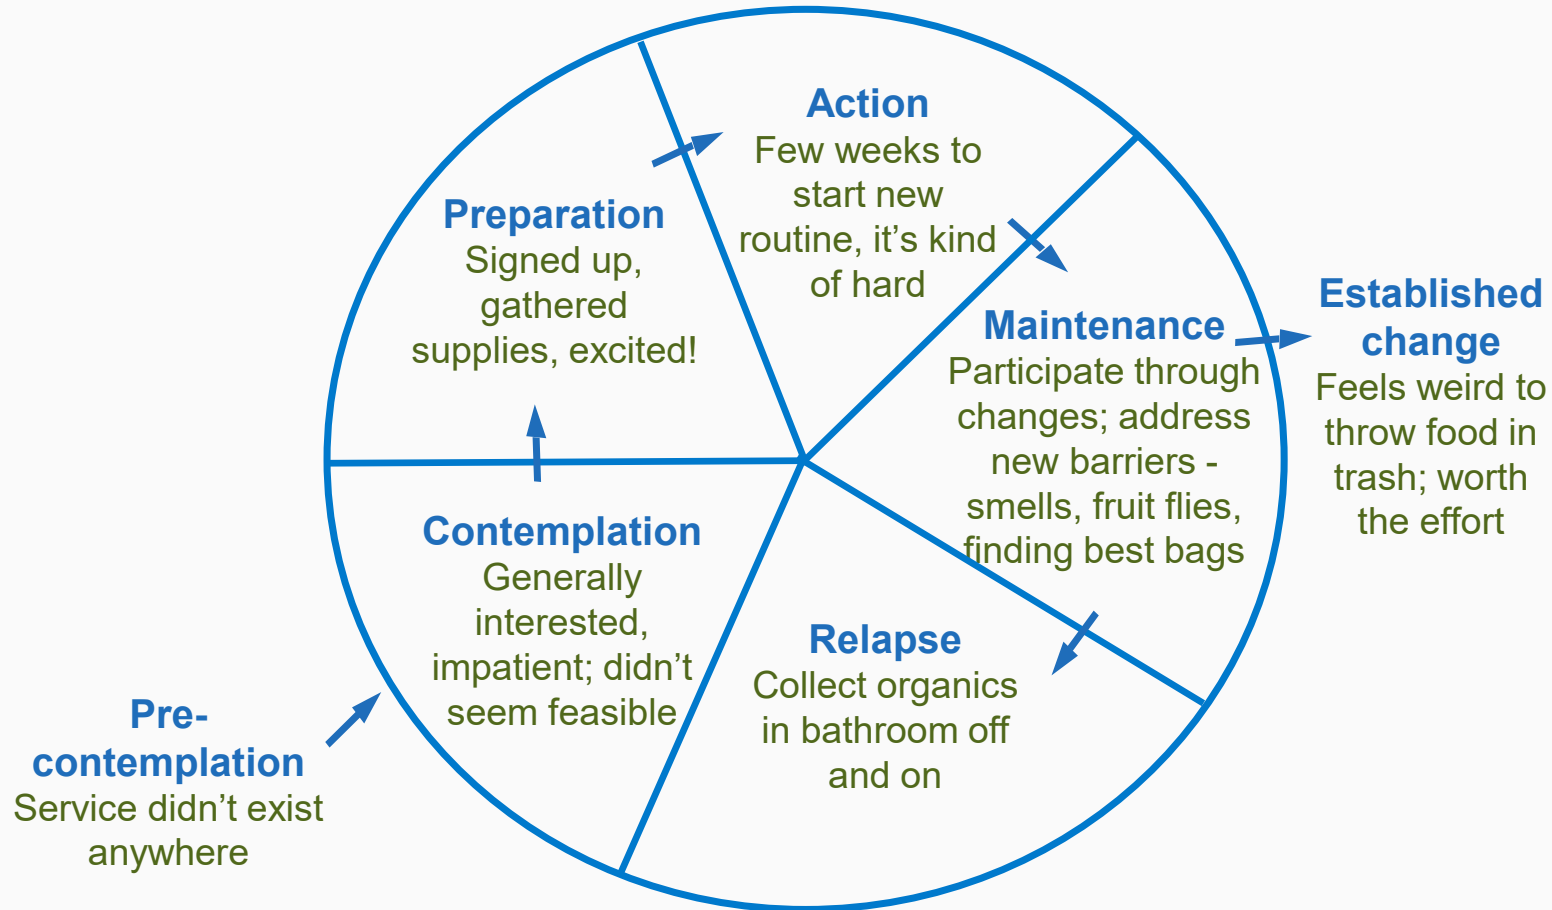 Pre-
contemplation
Service didn’t exist
anywhere
Contemplation
Generally
interested,
impatient; didn’t
seem feasible
Preparation
Signed up,
gathered
supplies, excited!
Action
Few weeks to
start new
routine, it’s kind
of hard
Maintenance
Participate through
changes; address
new barriers -
smells, fruit flies,
finding best bags
Established
change
Feels weird to
throw food in
trash; worth
the effort
Relapse
Collect organics
in bathroom off
and on